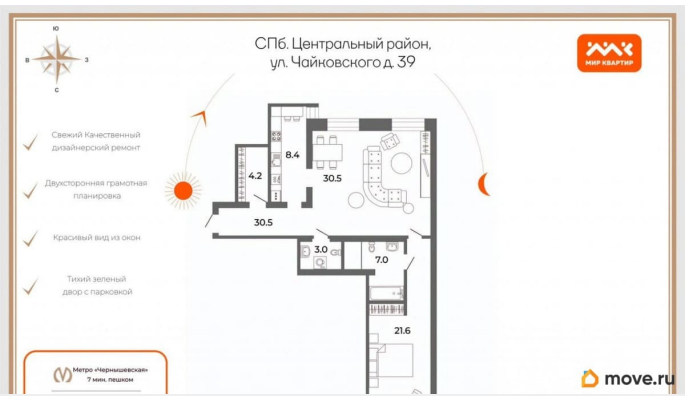 Ю
В
З
С
СПб. Центральный район,
ул. Чайковского д. 39
МИР КВАРТИР
Свежий Качественный
дизайнерский ремонт
Двухсторонняя грамотная
планировка
Красивый вид из окон
Тихий зеленый
двор с парковкой
8.4
4.2
30.5
30.5
3.0
7.0
21.6
Метро «Чернышевская»
7 мин. пешком
move.ru